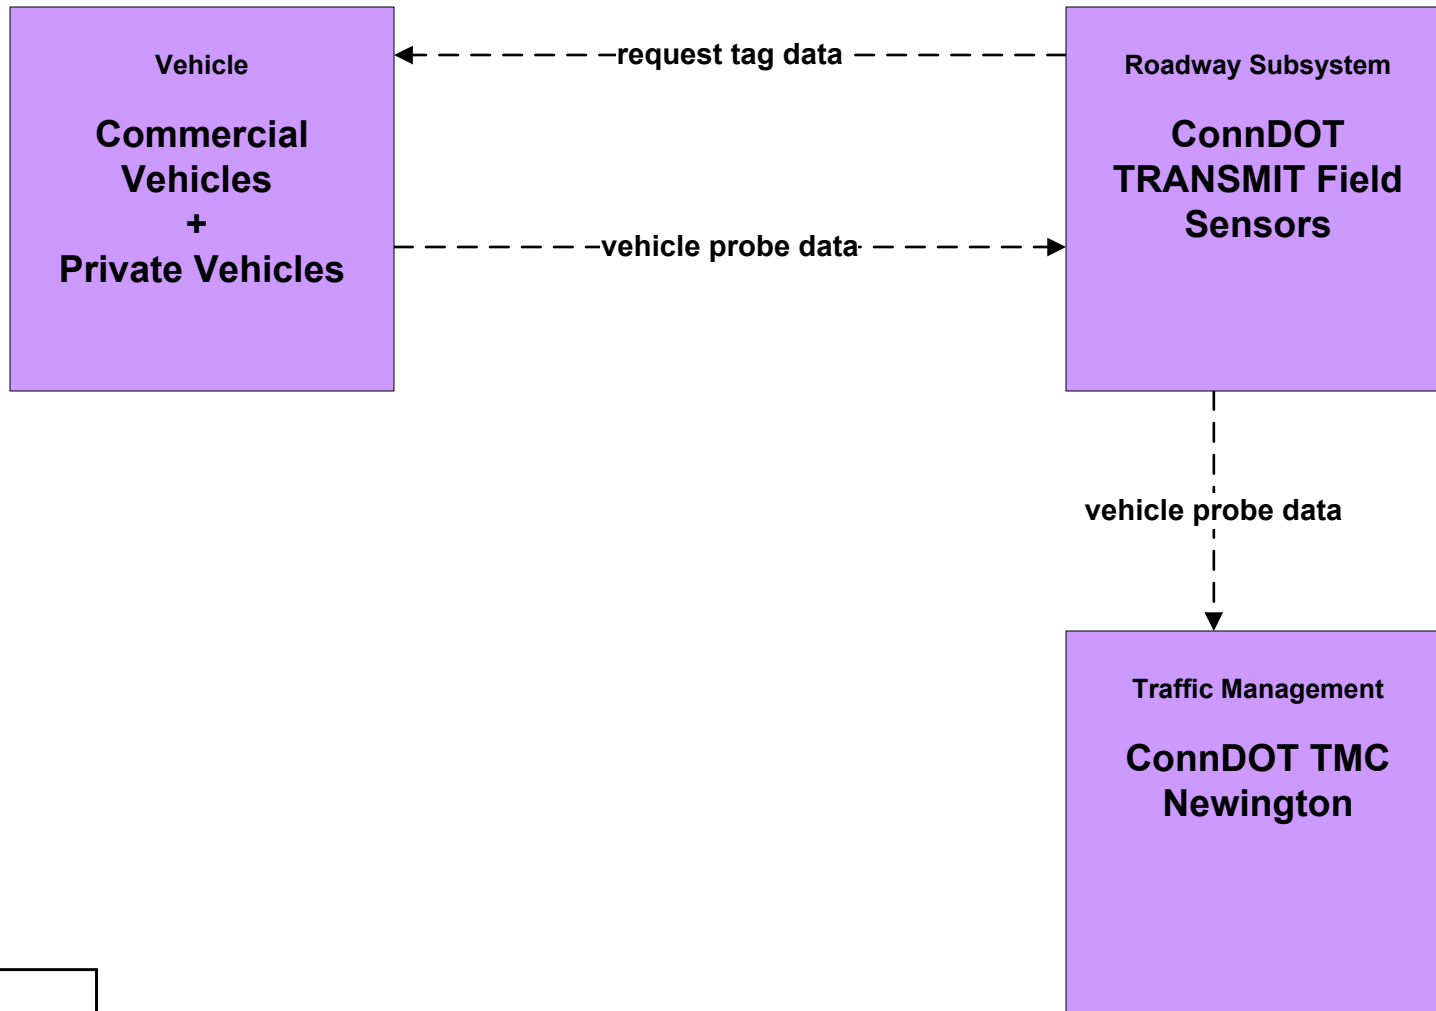 Vehicle
Commercial
Vehicles
+
Private Vehicles
request tag data
vehicle probe data
Roadway Subsystem
ConnDOT
TRANSMIT Field
Sensors
vehicle probe data
Traffic Management
ConnDOT TMC
Newington